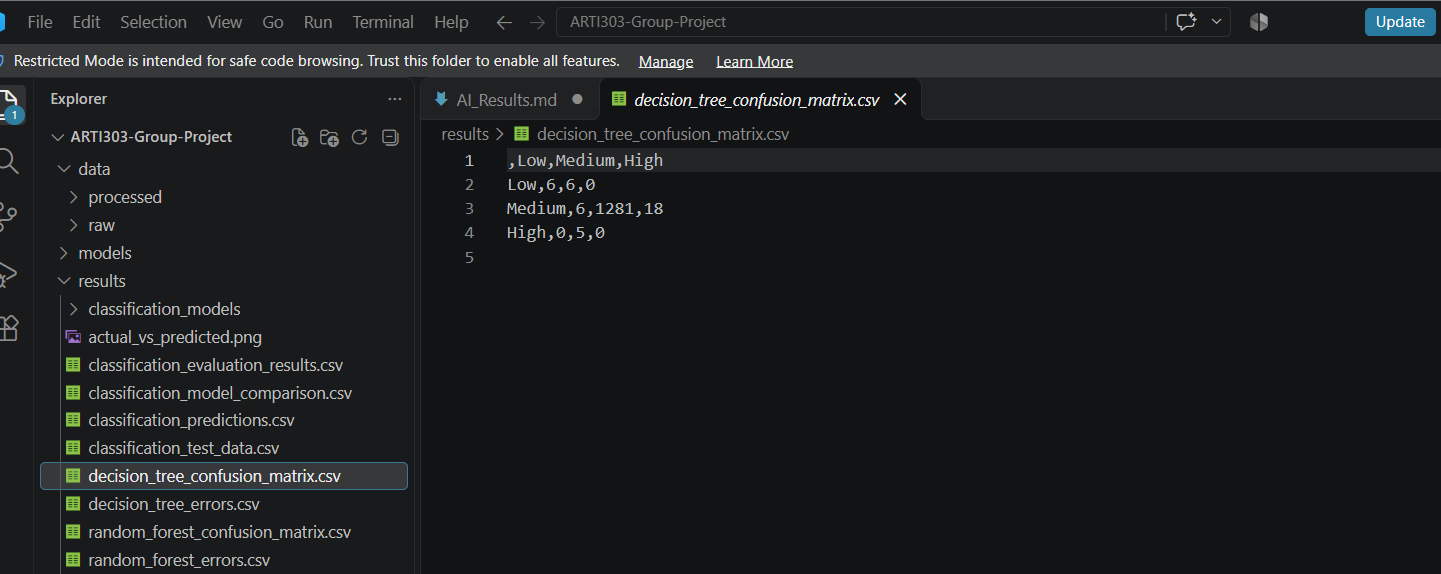 File Edit Selection View Go Run Terminal Help ARTI303-Group-Project Update
Restricted Mode is intended for safe code browsing. Trust this folder to enable all features. Manage Learn More
1
Explorer
ARTI303-Group-Project
data
processed
raw
models
results
classification_models
actual_vs_predicted.png
classification_evaluation_results.csv
classification_model_comparison.csv
classification_predictions.csv
classification_test_data.csv
decision_tree_confusion_matrix.csv
decision_tree_errors.csv
random_forest_confusion_matrix.csv
random_forest_errors.csv
AI_Results.md decision_tree_confusion_matrix.csv
results decision_tree_confusion_matrix.csv
1 ,Low,Medium,High
2 Low,6,6,0
3 Medium,6,1281,18
4 High,0,5,0
5